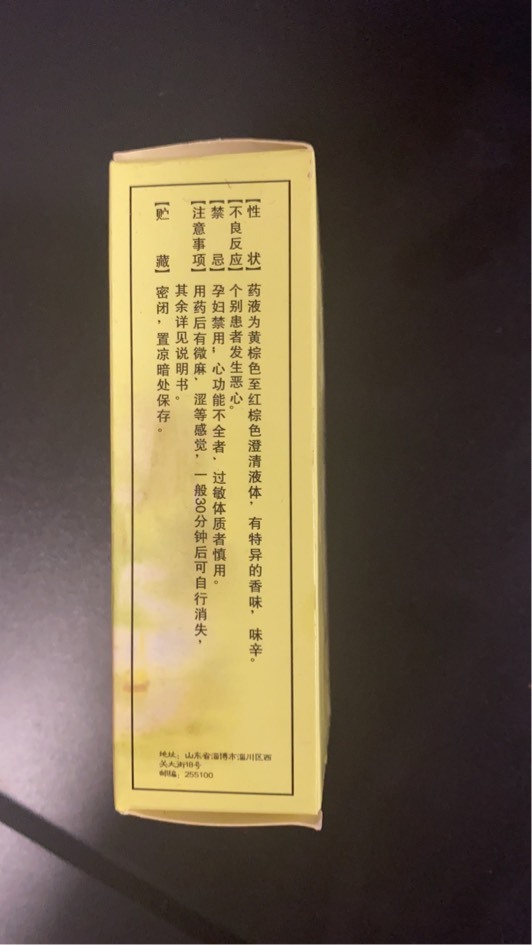 【性　　状】药液为黄棕色至红棕色澄清液体，有特异的香味，味辛。
【不良反应】个别患者发生恶心。
【禁　　忌】孕妇禁用，心功能不全者、过敏体质者慎用。
【注意事项】用药后有微麻、涩等感觉，一般30分钟后可自行消失，
其余详见说明书。
【贮　　藏】密闭，置凉暗处保存。
地址：山东省淄博市淄川区西
关大街18号
邮编：255100